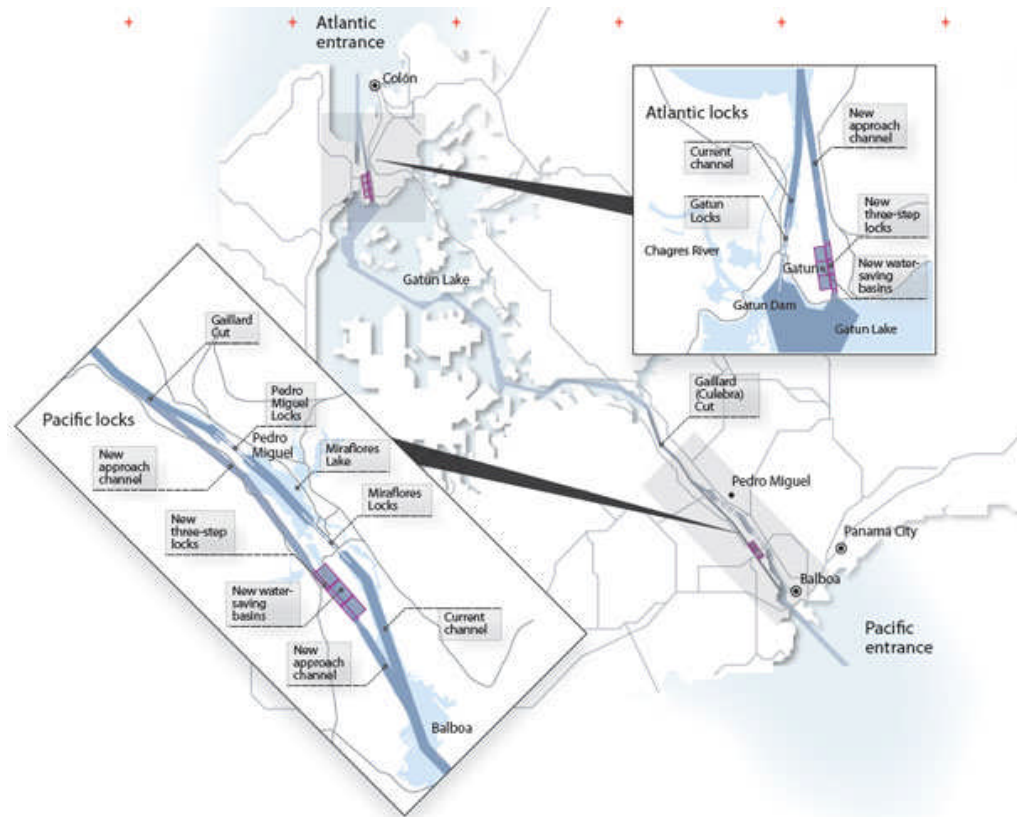 Atlantic
entrance
Colón
Gatun Lake
Gaillard
(Culebra)
Cut
Pedro Miguel
Panama City
Balboa
Pacific
entrance
Atlantic locks
New
approach
channel
Current
channel
Gatun
Locks
New
three-step
locks
Chagres River
Gatun
New water-
saving
basins
Gatun Dam
Gatun Lake
Pacific locks
Gaillard
Cut
Pedro
Miguel
Locks
Pedro
Miguel
Miraflores
Lake
New
approach
channel
Miraflores
Locks
New
three-step
locks
New water-
saving
basins
Current
channel
New
approach
channel
Balboa